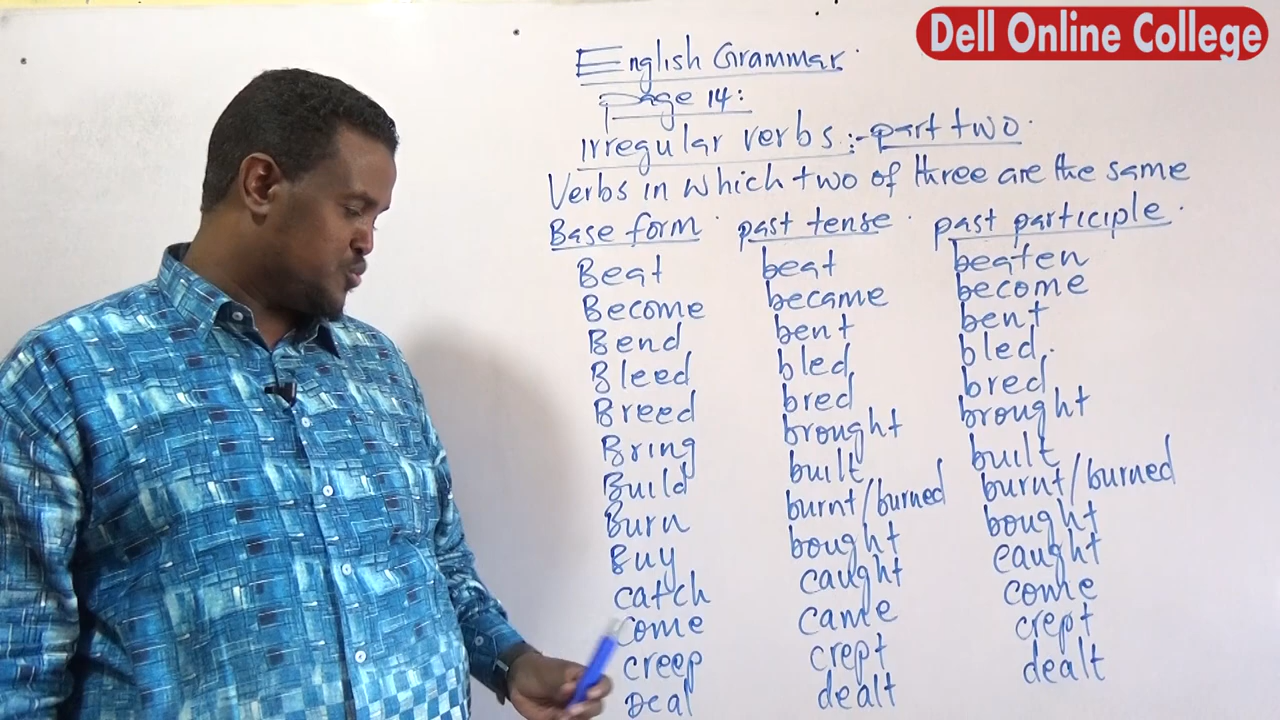 Dell Online College
English Grammar.
page 14:
Irregular verbs :- part two.
Verbs in which two of three are the same
Base form . past tense . past participle .
Beat beat beaten
Become became become
Bend bent bent
Bleed bled bled.
Breed bred bred
Bring brought brought
Build built built
Burn burnt/burned burnt/burned
Buy bought bought
catch caught caught
come came come
creep crept crept
Deal dealt dealt